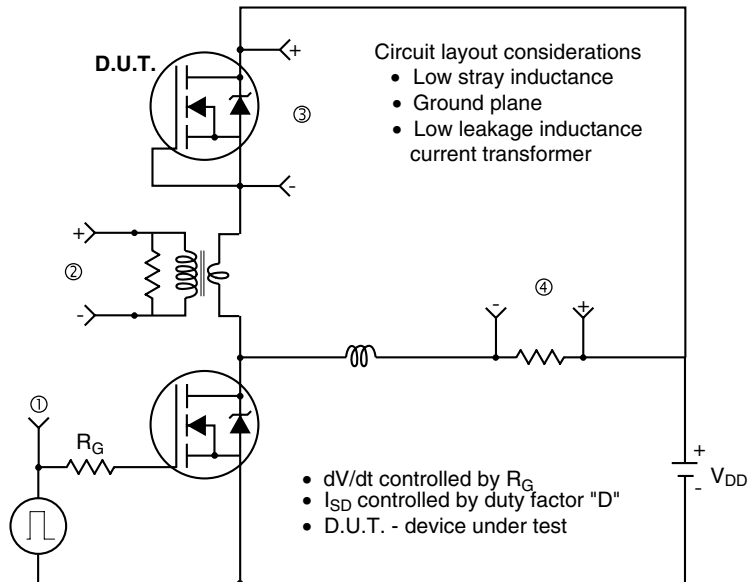 D.U.T.
+
③
-
Circuit layout considerations
• Low stray inductance
• Ground plane
• Low leakage inductance
current transformer
+
②
-
④
- +
①
R_G
+
V_DD
-
• dV/dt controlled by R_G
• I_SD controlled by duty factor "D"
• D.U.T. - device under test